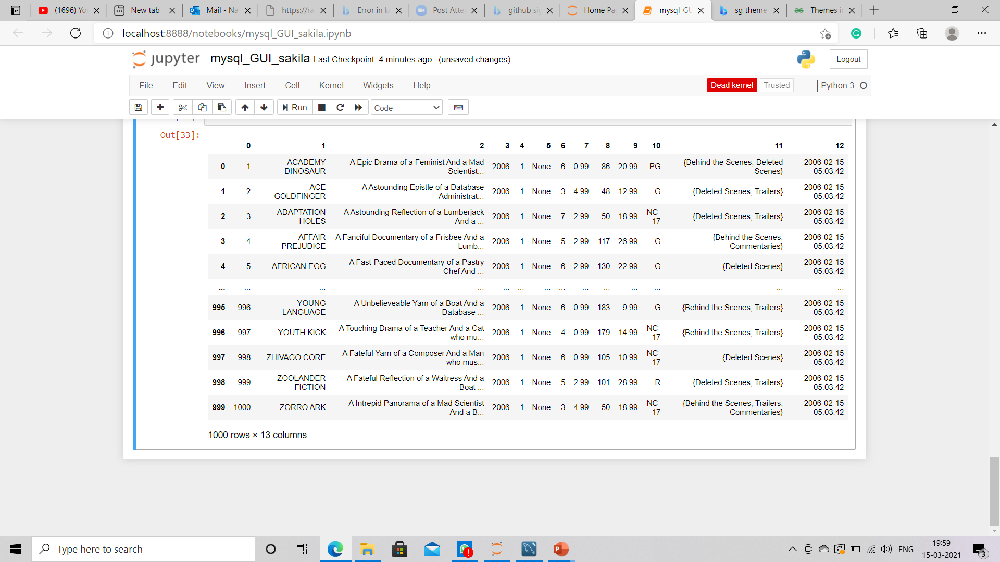 (1696) Yo
New tab
Mail - Na
https://ra
Error in k
Post Atte
github sig
Home Pa
mysql_GU
sg theme
Themes i
localhost:8888/notebooks/mysql_GUI_sakila.ipynb
jupyter mysql_GUI_sakila Last Checkpoint: 4 minutes ago (unsaved changes)
Logout
File Edit View Insert Cell Kernel Widgets Help
Dead kernel Trusted Python 3
Run Code
Out[33]:
0 1 2 3 4 5 6 7 8 9 10 11 12
0 1 ACADEMY DINOSAUR A Epic Drama of a Feminist And a Mad Scientist... 2006 1 None 6 0.99 86 20.99 PG {Behind the Scenes, Deleted Scenes} 2006-02-15 05:03:42
1 2 ACE GOLDFINGER A Astounding Epistle of a Database Administrat... 2006 1 None 3 4.99 48 12.99 G {Deleted Scenes, Trailers} 2006-02-15 05:03:42
2 3 ADAPTATION HOLES A Astounding Reflection of a Lumberjack And a ... 2006 1 None 7 2.99 50 18.99 NC-17 {Deleted Scenes, Trailers} 2006-02-15 05:03:42
3 4 AFFAIR PREJUDICE A Fanciful Documentary of a Frisbee And a Lumb... 2006 1 None 5 2.99 117 26.99 G {Behind the Scenes, Commentaries} 2006-02-15 05:03:42
4 5 AFRICAN EGG A Fast-Paced Documentary of a Pastry Chef And ... 2006 1 None 6 2.99 130 22.99 G {Deleted Scenes} 2006-02-15 05:03:42
... ... ... ... ... ... ... ... ... ... ... ... ... ...
995 996 YOUNG LANGUAGE A Unbelieveable Yarn of a Boat And a Database ... 2006 1 None 6 0.99 183 9.99 G {Behind the Scenes, Trailers} 2006-02-15 05:03:42
996 997 YOUTH KICK A Touching Drama of a Teacher And a Cat who mu... 2006 1 None 4 0.99 179 14.99 NC-17 {Behind the Scenes, Trailers} 2006-02-15 05:03:42
997 998 ZHIVAGO CORE A Fateful Yarn of a Composer And a Man who mus... 2006 1 None 6 0.99 105 10.99 NC-17 {Deleted Scenes} 2006-02-15 05:03:42
998 999 ZOOLANDER FICTION A Fateful Reflection of a Waitress And a Boat ... 2006 1 None 5 2.99 101 28.99 R {Deleted Scenes, Trailers} 2006-02-15 05:03:42
999 1000 ZORRO ARK A Intrepid Panorama of a Mad Scientist And a B... 2006 1 None 3 4.99 50 18.99 NC-17 {Behind the Scenes, Trailers, Commentaries} 2006-02-15 05:03:42
1000 rows × 13 columns
Type here to search
ENG
19:59
15-03-2021
3